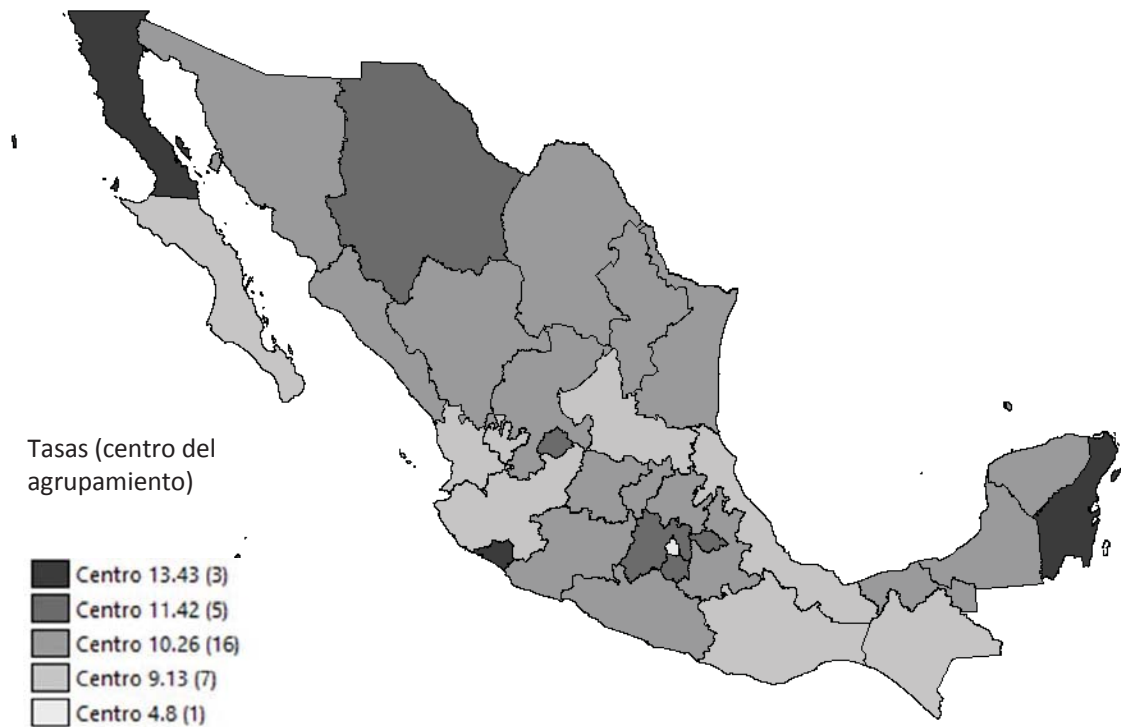 Tasas (centro del
agrupamiento)
Centro 13.43 (3)
Centro 11.42 (5)
Centro 10.26 (16)
Centro 9.13 (7)
Centro 4.8 (1)